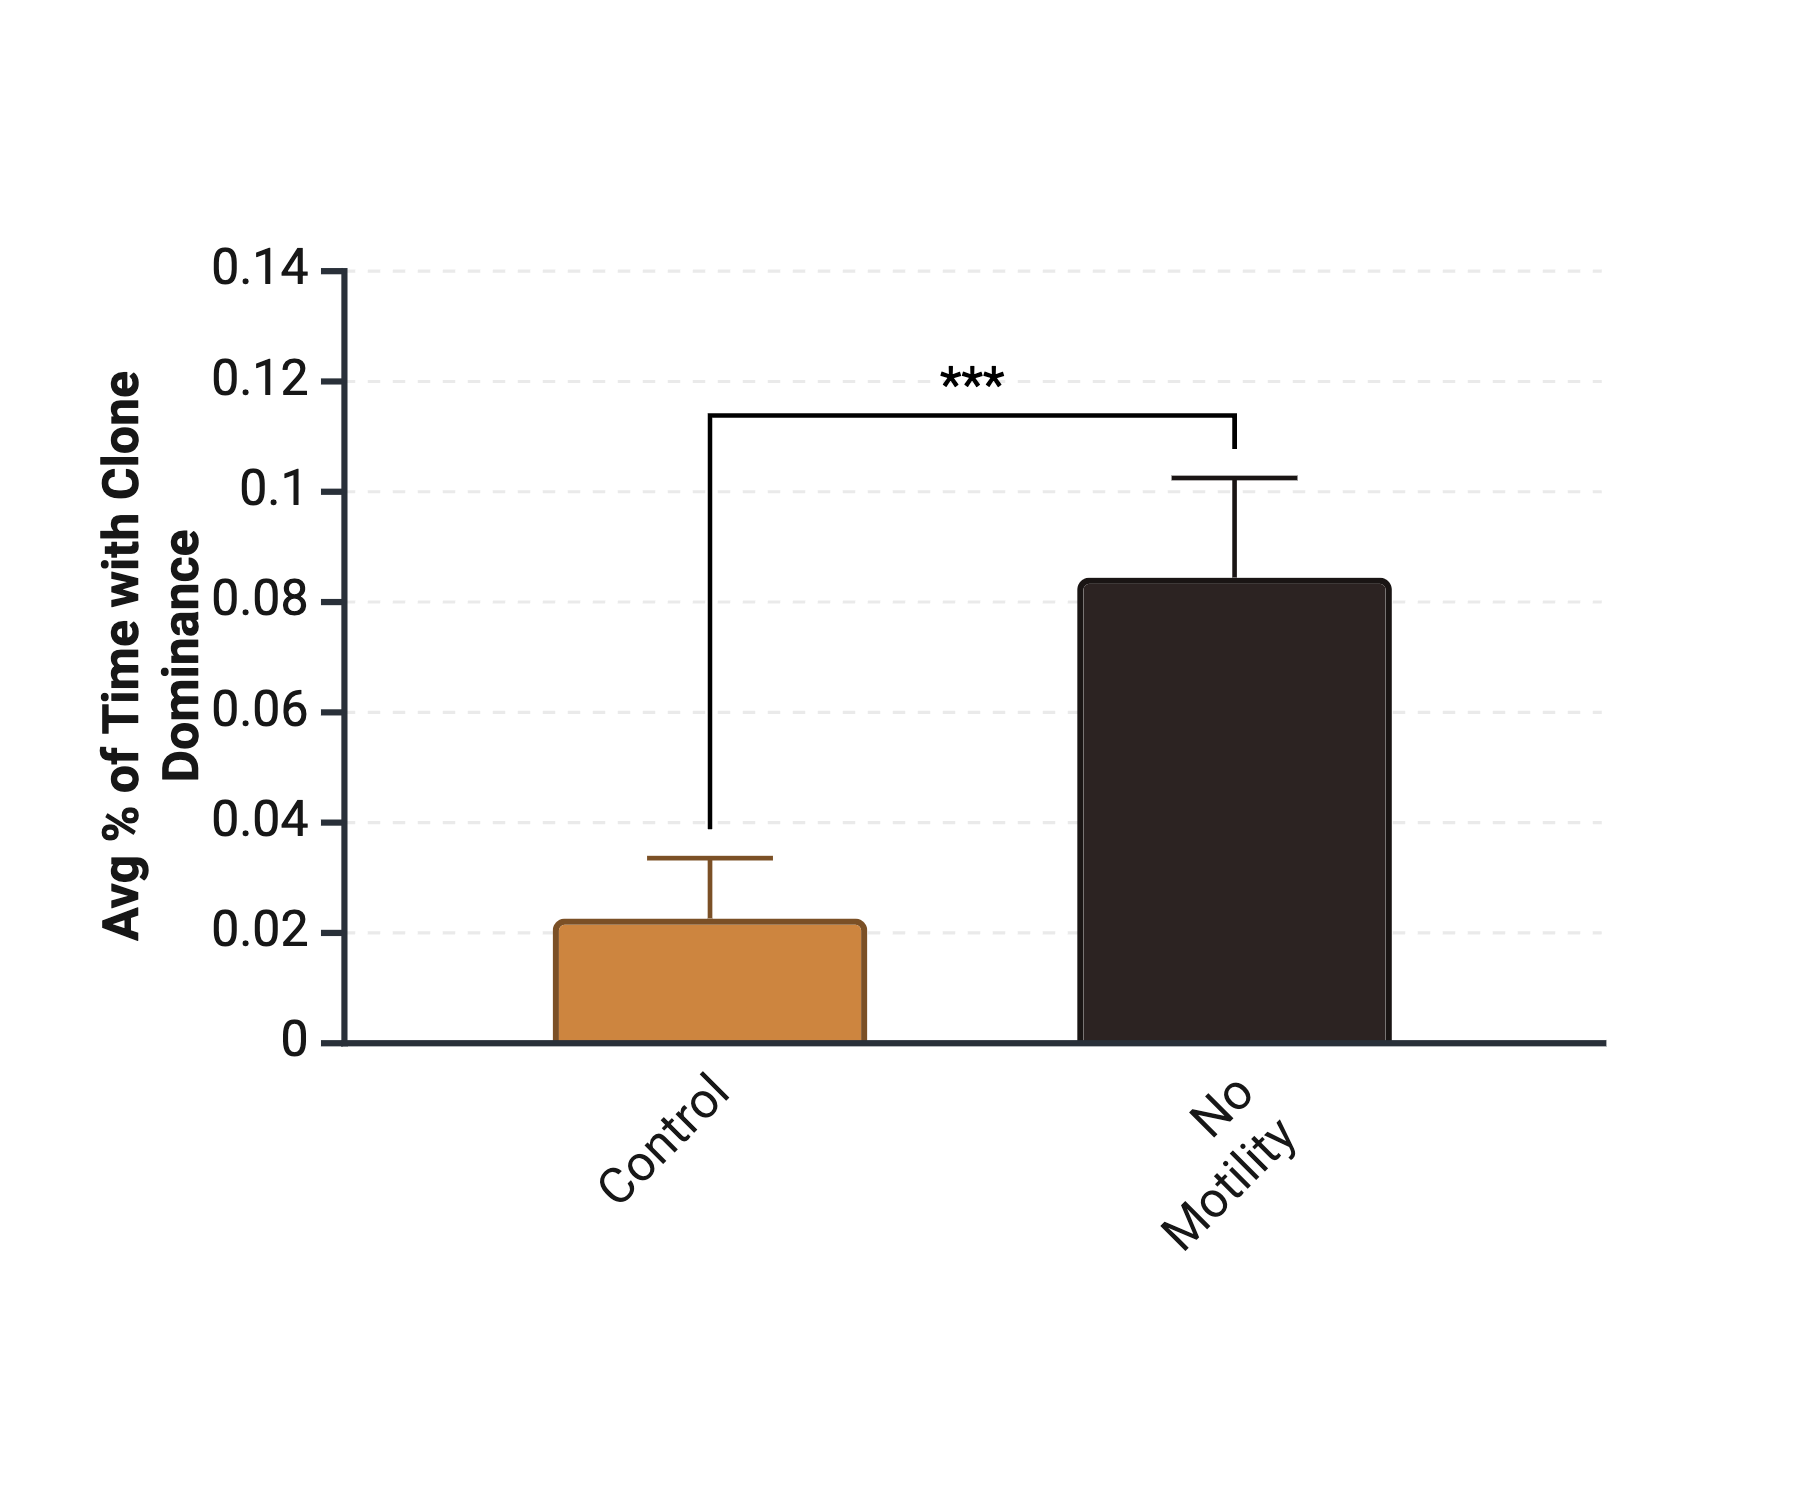 Avg % of Time with Clone
Dominance
0.14
0.12
0.1
0.08
0.06
0.04
0.02
0
***
Control
No
Motility